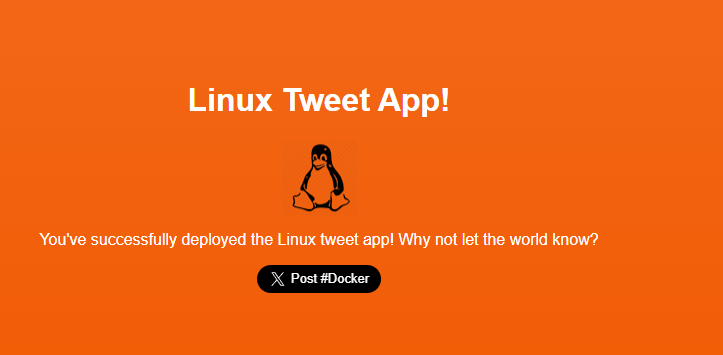 Linux Tweet App!
You've successfully deployed the Linux tweet app! Why not let the world know?
Post #Docker